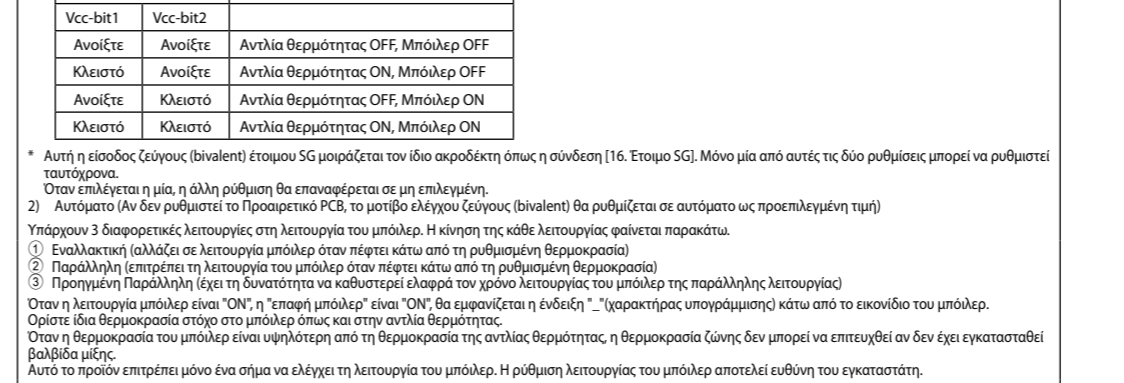 Vcc-bit1 Vcc-bit2
Ανοίξτε Ανοίξτε Αντλία θερμότητας OFF, Μπόιλερ OFF
Κλειστό Ανοίξτε Αντλία θερμότητας ON, Μπόιλερ OFF
Ανοίξτε Κλειστό Αντλία θερμότητας OFF, Μπόιλερ ON
Κλειστό Κλειστό Αντλία θερμότητας ON, Μπόιλερ ON
* Αυτή η είσοδος ζεύγους (bivalent) έτοιμου SG μοιράζεται τον ίδιο ακροδέκτη όπως η σύνδεση [16. Έτοιμο SG]. Μόνο μία από αυτές τις δύο ρυθμίσεις μπορεί να ρυθμιστεί
ταυτόχρονα.
Όταν επιλέγεται η μία, η άλλη ρύθμιση θα επαναφέρεται σε μη επιλεγμένη.
2) Αυτόματο (Αν δεν ρυθμιστεί το Προαιρετικό PCB, το μοτίβο ελέγχου ζεύγους (bivalent) θα ρυθμίζεται σε αυτόματο ως προεπιλεγμένη τιμή)
Υπάρχουν 3 διαφορετικές λειτουργίες στη λειτουργία του μπόιλερ. Η κίνηση της κάθε λειτουργίας φαίνεται παρακάτω.
① Εναλλακτική (αλλάζει σε λειτουργία μπόιλερ όταν πέφτει κάτω από τη ρυθμισμένη θερμοκρασία)
② Παράλληλη (επιτρέπει τη λειτουργία του μπόιλερ όταν πέφτει κάτω από τη ρυθμισμένη θερμοκρασία)
③ Προηγμένη Παράλληλη (έχει τη δυνατότητα να καθυστερεί ελαφρά τον χρόνο λειτουργίας του μπόιλερ της παράλληλης λειτουργίας)
Όταν η λειτουργία μπόιλερ είναι "ON", η "επαφή μπόιλερ" είναι "ON", θα εμφανίζεται η ένδειξη "_"(χαρακτήρας υπογράμμισης) κάτω από το εικονίδιο του μπόιλερ.
Ορίστε ίδια θερμοκρασία στόχο στο μπόιλερ όπως και στην αντλία θερμότητας.
Όταν η θερμοκρασία του μπόιλερ είναι υψηλότερη από τη θερμοκρασία της αντλίας θερμότητας, η θερμοκρασία ζώνης δεν μπορεί να επιτευχθεί αν δεν έχει εγκατασταθεί
βαλβίδα μίξης.
Αυτό το προϊόν επιτρέπει μόνο ένα σήμα να ελέγχει τη λειτουργία του μπόιλερ. Η ρύθμιση λειτουργίας του μπόιλερ αποτελεί ευθύνη του εγκαταστάτη.